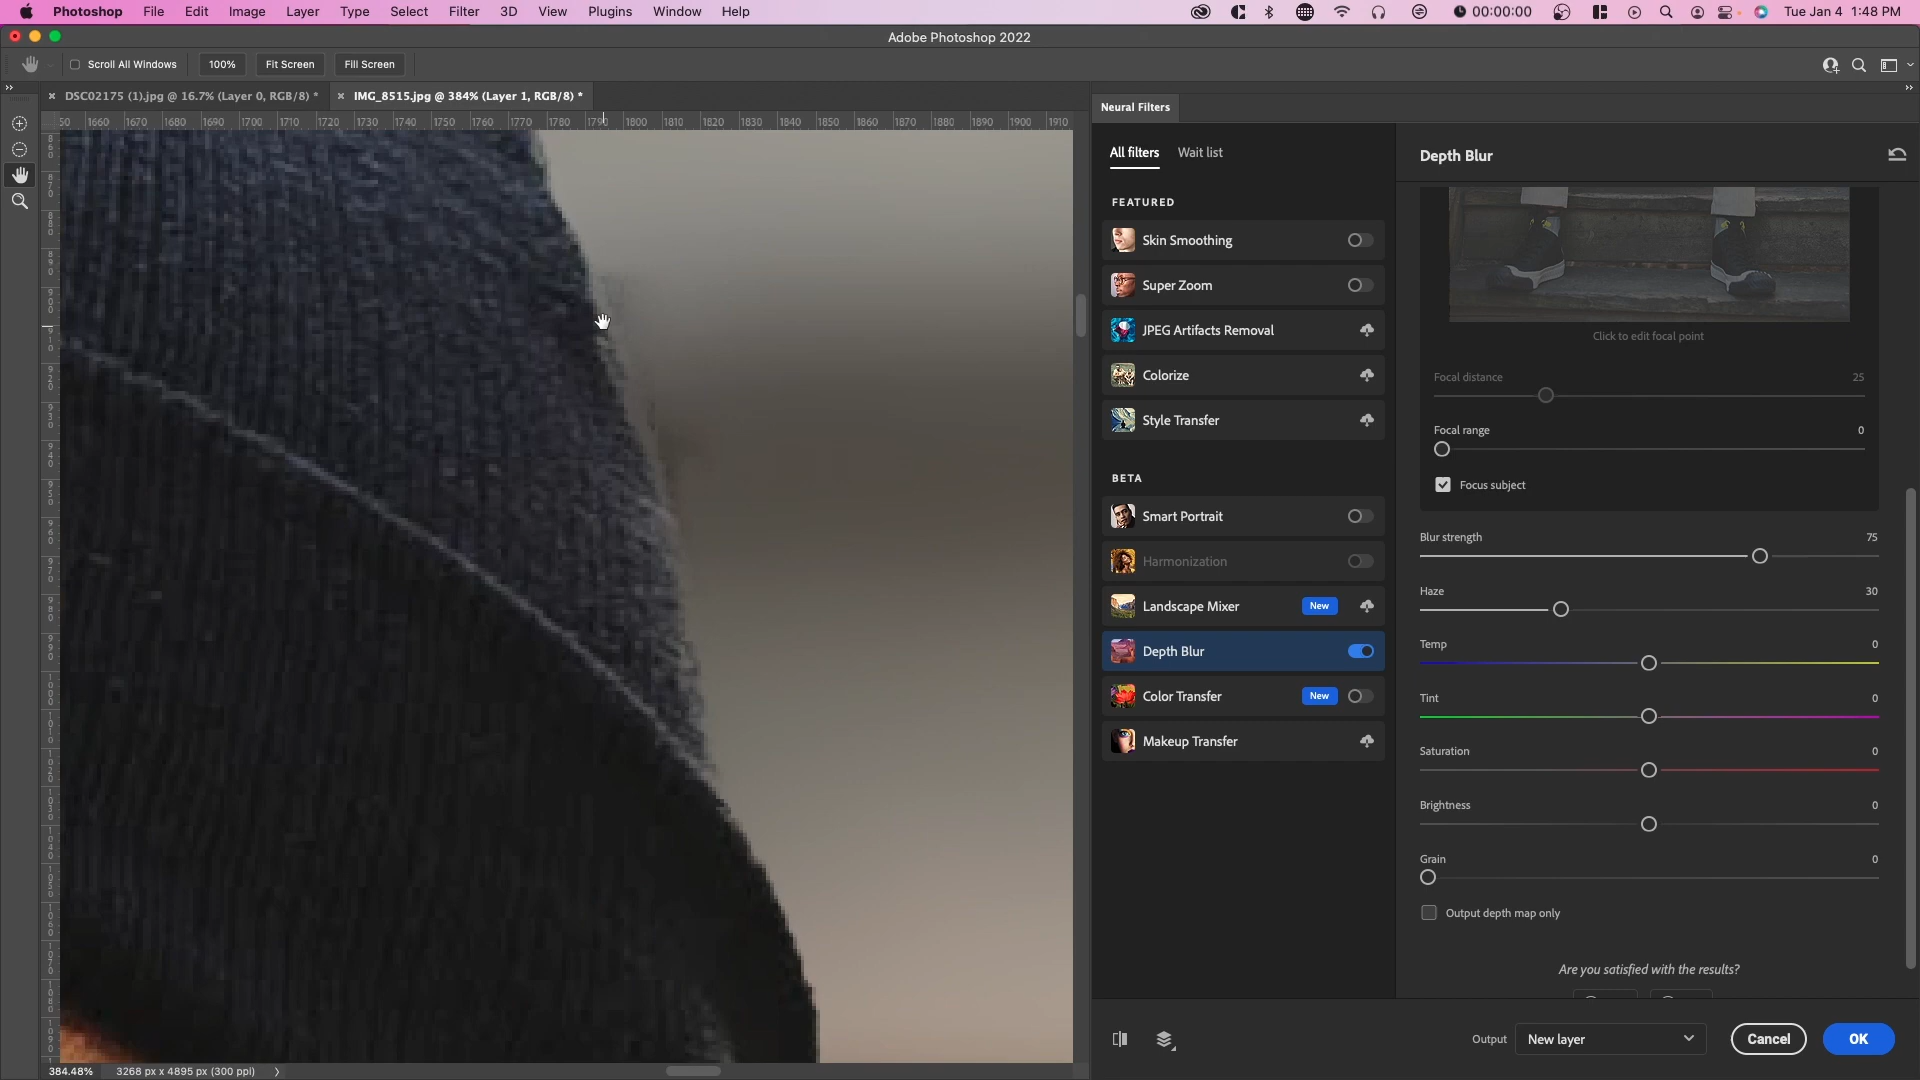 Photoshop File Edit Image Layer Type Select Filter 3D View Plugins Window Help 00:00:00 Tue Jan 4 1:48 PM
Adobe Photoshop 2022
Scroll All Windows 100% Fit Screen Fill Screen
DSC02175 (1).jpg @ 16.7% (Layer 0, RGB/8) *
IMG_8515.jpg @ 384% (Layer 1, RGB/8) *
1660 1670 1680 1690 1700 1710 1720 1730 1740 1750 1760 1770 1780 1790 1800 1810 1820 1830 1840 1850 1860 1870 1880 1890 1900 1910
Neural Filters
All filters Wait list
FEATURED
Skin Smoothing
Super Zoom
JPEG Artifacts Removal
Colorize
Style Transfer
BETA
Smart Portrait
Harmonization
Landscape Mixer New
Depth Blur
Color Transfer New
Makeup Transfer
Depth Blur
Click to edit focal point
Focal distance 25
Focal range 0
Focus subject
Blur strength 75
Haze 30
Temp 0
Tint 0
Saturation 0
Brightness 0
Grain 0
Output depth map only
Are you satisfied with the results?
Output New layer Cancel OK
384.48% 3268 px x 4895 px (300 ppi)